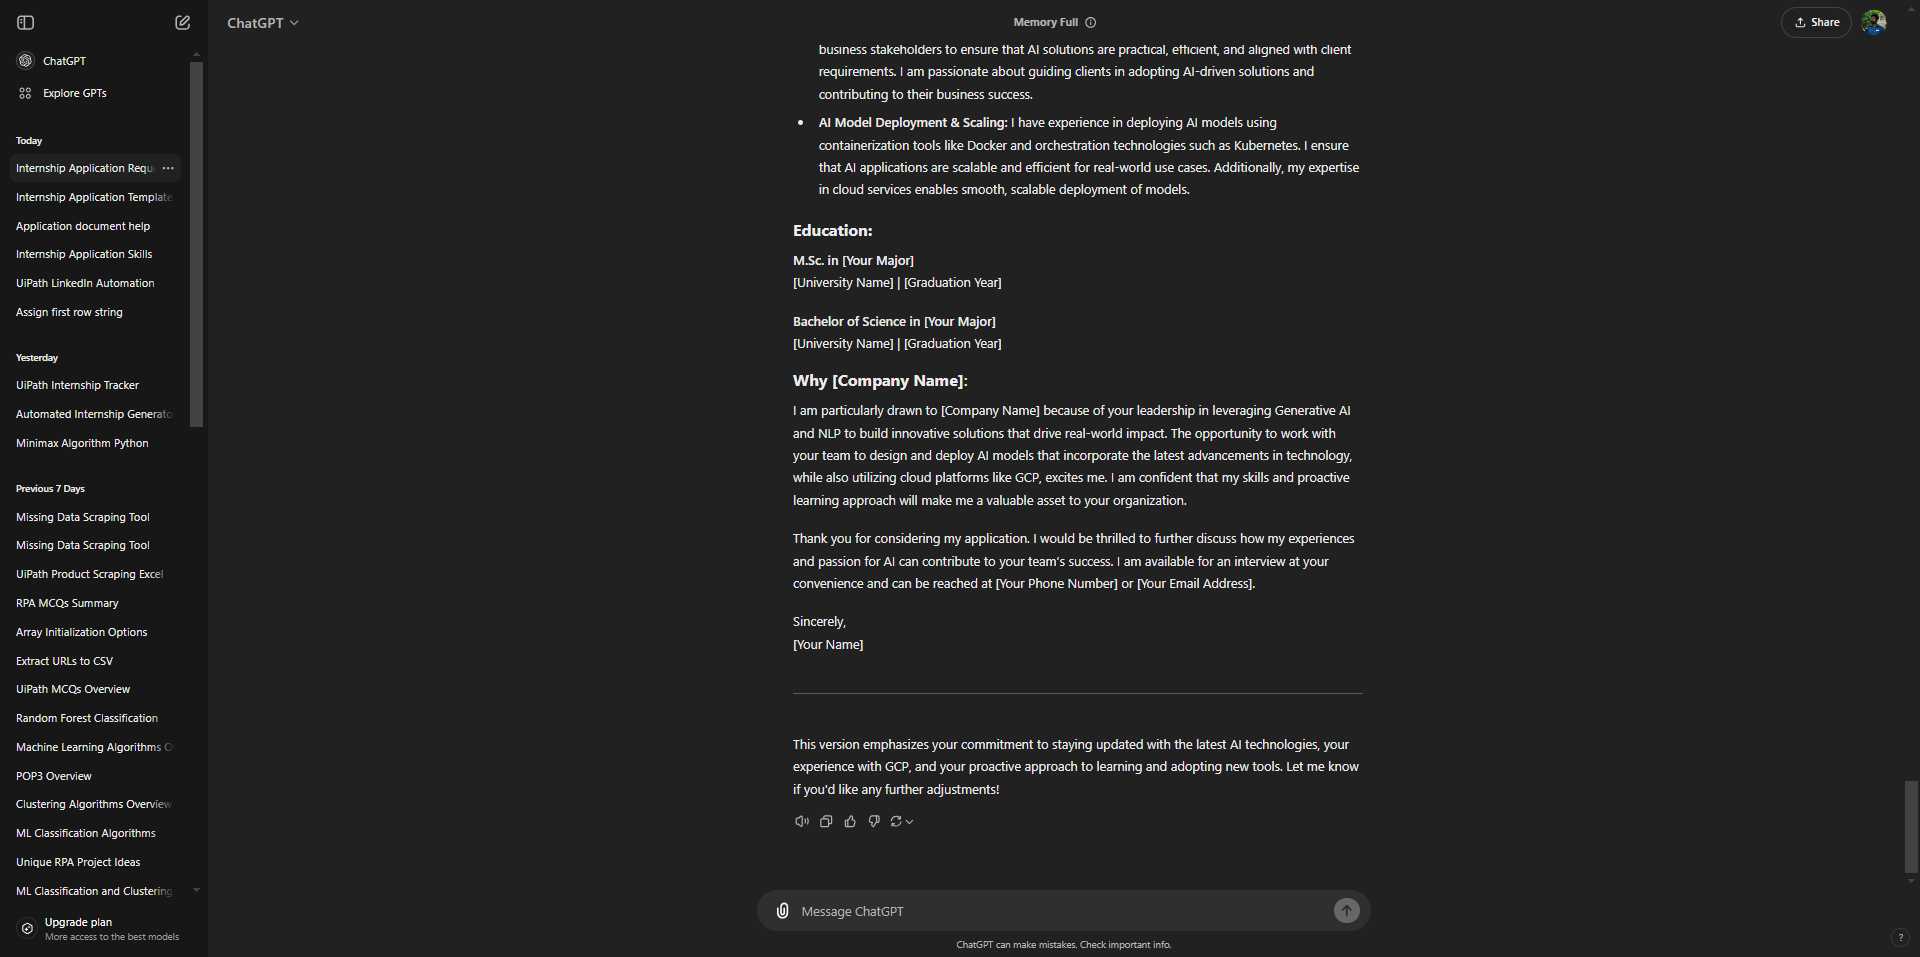 ChatGPT
Explore GPTs
Today
Internship Application Requ
Internship Application Template
Application document help
Internship Application Skills
UiPath LinkedIn Automation
Assign first row string
Yesterday
UiPath Internship Tracker
Automated Internship Generato
Minimax Algorithm Python
Previous 7 Days
Missing Data Scraping Tool
Missing Data Scraping Tool
UiPath Product Scraping Excel
RPA MCQs Summary
Array Initialization Options
Extract URLs to CSV
UiPath MCQs Overview
Random Forest Classification
Machine Learning Algorithms O
POP3 Overview
Clustering Algorithms Overview
ML Classification Algorithms
Unique RPA Project Ideas
ML Classification and Clustering
Upgrade plan
More access to the best models
ChatGPT
Memory Full
Share
business stakeholders to ensure that AI solutions are practical, efficient, and aligned with client
requirements. I am passionate about guiding clients in adopting AI-driven solutions and
contributing to their business success.
• AI Model Deployment & Scaling: I have experience in deploying AI models using
containerization tools like Docker and orchestration technologies such as Kubernetes. I ensure
that AI applications are scalable and efficient for real-world use cases. Additionally, my expertise
in cloud services enables smooth, scalable deployment of models.
Education:
M.Sc. in [Your Major]
[University Name] | [Graduation Year]
Bachelor of Science in [Your Major]
[University Name] | [Graduation Year]
Why [Company Name]:
I am particularly drawn to [Company Name] because of your leadership in leveraging Generative AI
and NLP to build innovative solutions that drive real-world impact. The opportunity to work with
your team to design and deploy AI models that incorporate the latest advancements in technology,
while also utilizing cloud platforms like GCP, excites me. I am confident that my skills and proactive
learning approach will make me a valuable asset to your organization.
Thank you for considering my application. I would be thrilled to further discuss how my experiences
and passion for AI can contribute to your team's success. I am available for an interview at your
convenience and can be reached at [Your Phone Number] or [Your Email Address].
Sincerely,
[Your Name]
This version emphasizes your commitment to staying updated with the latest AI technologies, your
experience with GCP, and your proactive approach to learning and adopting new tools. Let me know
if you'd like any further adjustments!
Message ChatGPT
ChatGPT can make mistakes. Check important info.
?